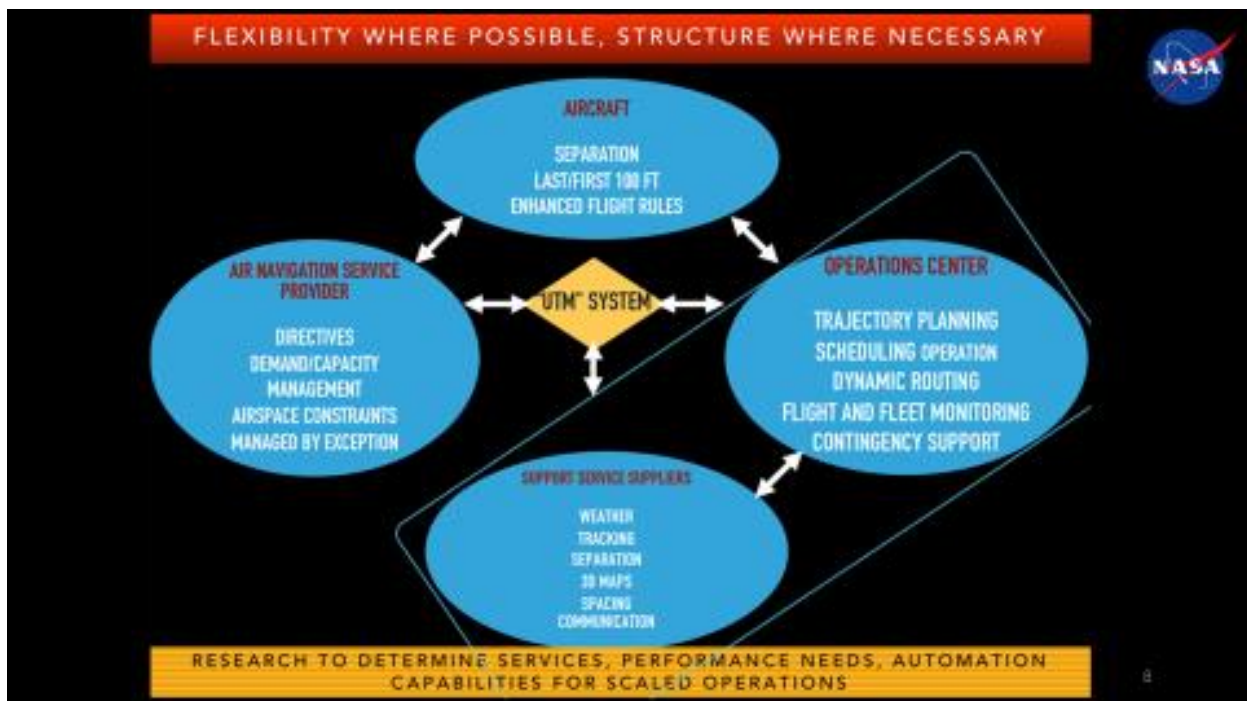 FLEXIBILITY WHERE POSSIBLE, STRUCTURE WHERE NECESSARY
NASA
AIRCRAFT
SEPARATION
LAST/FIRST 100 FT
ENHANCED FLIGHT RULES
AIR NAVIGATION SERVICE
PROVIDER
DIRECTIVES
DEMAND/CAPACITY
MANAGEMENT
AIRSPACE CONSTRAINTS
MANAGED BY EXCEPTION
"UTM" SYSTEM
OPERATIONS CENTER
TRAJECTORY PLANNING
SCHEDULING OPERATION
DYNAMIC ROUTING
FLIGHT AND FLEET MONITORING
CONTINGENCY SUPPORT
SUPPORT SERVICE SUPPLIERS
WEATHER
TRACKING
SEPARATION
3D MAPS
SPACING
COMMUNICATION
RESEARCH TO DETERMINE SERVICES, PERFORMANCE NEEDS, AUTOMATION
CAPABILITIES FOR SCALED OPERATIONS
8